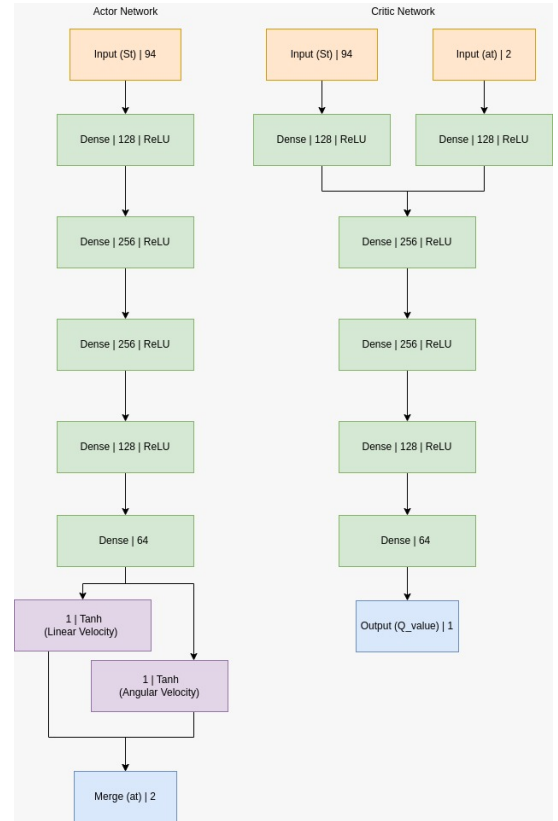 Actor Network
Input (St) | 94
Dense | 128 | ReLU
Dense | 256 | ReLU
Dense | 256 | ReLU
Dense | 128 | ReLU
Dense | 64
1 | Tanh
(Linear Velocity)
1 | Tanh
(Angular Velocity)
Merge (at) | 2
Critic Network
Input (St) | 94
Input (at) | 2
Dense | 128 | ReLU
Dense | 128 | ReLU
Dense | 256 | ReLU
Dense | 256 | ReLU
Dense | 128 | ReLU
Dense | 64
Output (Q_value) | 1